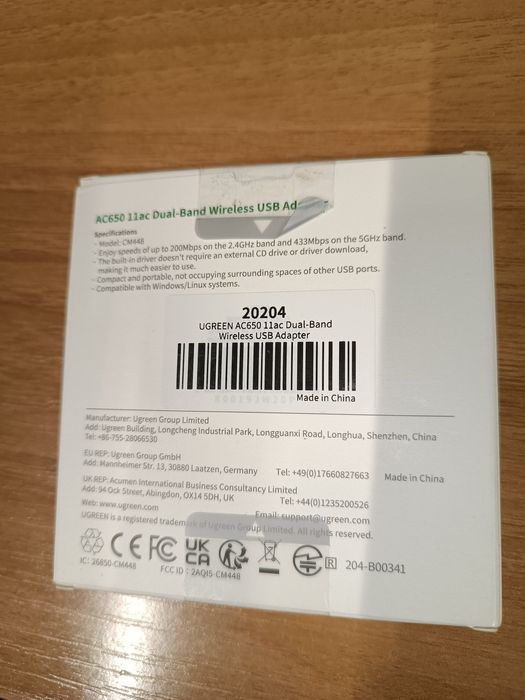 AC650 11ac Dual-Band Wireless USB Ad
Specifications
- Model: CM448
- Enjoy speeds of up to 200Mbps on the 2.4GHz band and 433Mbps on the 5GHz band.
- The built-in driver doesn't require an external CD drive or driver download,
making it much easier to use.
- Compact and portable, not occupying surrounding spaces of other USB ports.
- Compatible with Windows/Linux systems.
20204
UGREEN AC650 11ac Dual-Band
Wireless USB Adapter
Made in China
Manufacturer: Ugreen Group Limited
Add: Ugreen Building, Longcheng Industrial Park, Longguanxi Road, Longhua, Shenzhen, China
Tel: +86-755-28066530
EU REP: Ugreen Group GmbH
Add: Mannheimer Str. 13, 30880 Laatzen, Germany Tel: +49(0)17660827663 Made in China
UK REP: Acumen International Business Consultancy Limited
Add: 94 Ock Street, Abingdon, OX14 5DH, UK Tel: +44(0)1235200526
Web: www.ugreen.com Email: support@ugreen.com
UGREEN is a registered trademark of Ugreen Group Limited. All rights reserved.
CE FC UK CA R 204-B00341
IC: 26850-CM448 FCC ID : 2AQI5-CM448